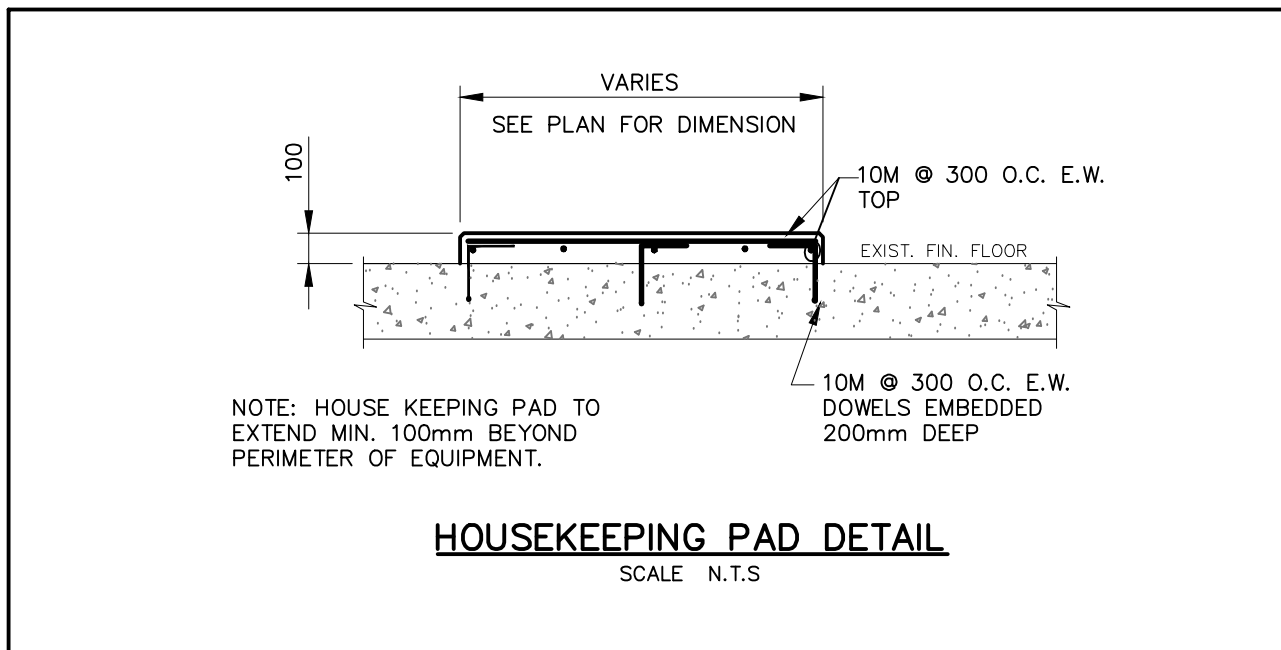 VARIES
SEE PLAN FOR DIMENSION
100
10M @ 300 O.C. E.W.
TOP
EXIST. FIN. FLOOR
10M @ 300 O.C. E.W.
DOWELS EMBEDDED
200mm DEEP
NOTE: HOUSE KEEPING PAD TO
EXTEND MIN. 100mm BEYOND
PERIMETER OF EQUIPMENT.
HOUSEKEEPING PAD DETAIL
SCALE N.T.S